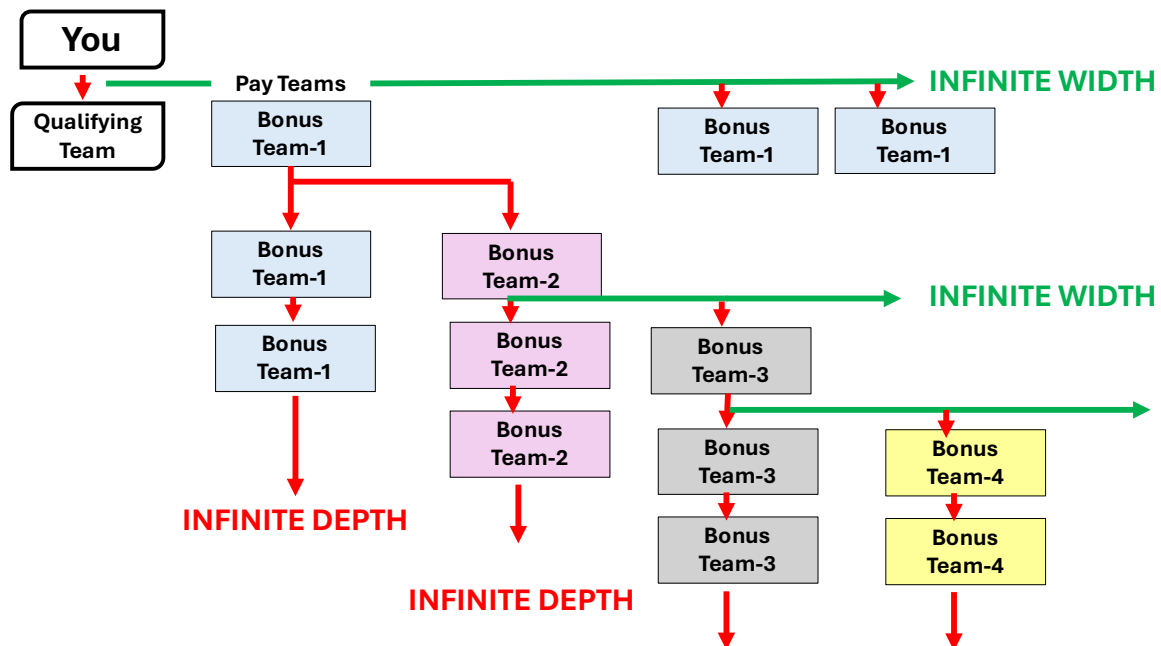 You
Pay Teams
INFINITE WIDTH
Qualifying
Team
Bonus
Team-1
Bonus
Team-1
Bonus
Team-1
Bonus
Team-1
Bonus
Team-2
INFINITE WIDTH
Bonus
Team-1
Bonus
Team-2
Bonus
Team-3
Bonus
Team-2
Bonus
Team-3
Bonus
Team-4
INFINITE DEPTH
Bonus
Team-3
Bonus
Team-4
INFINITE DEPTH